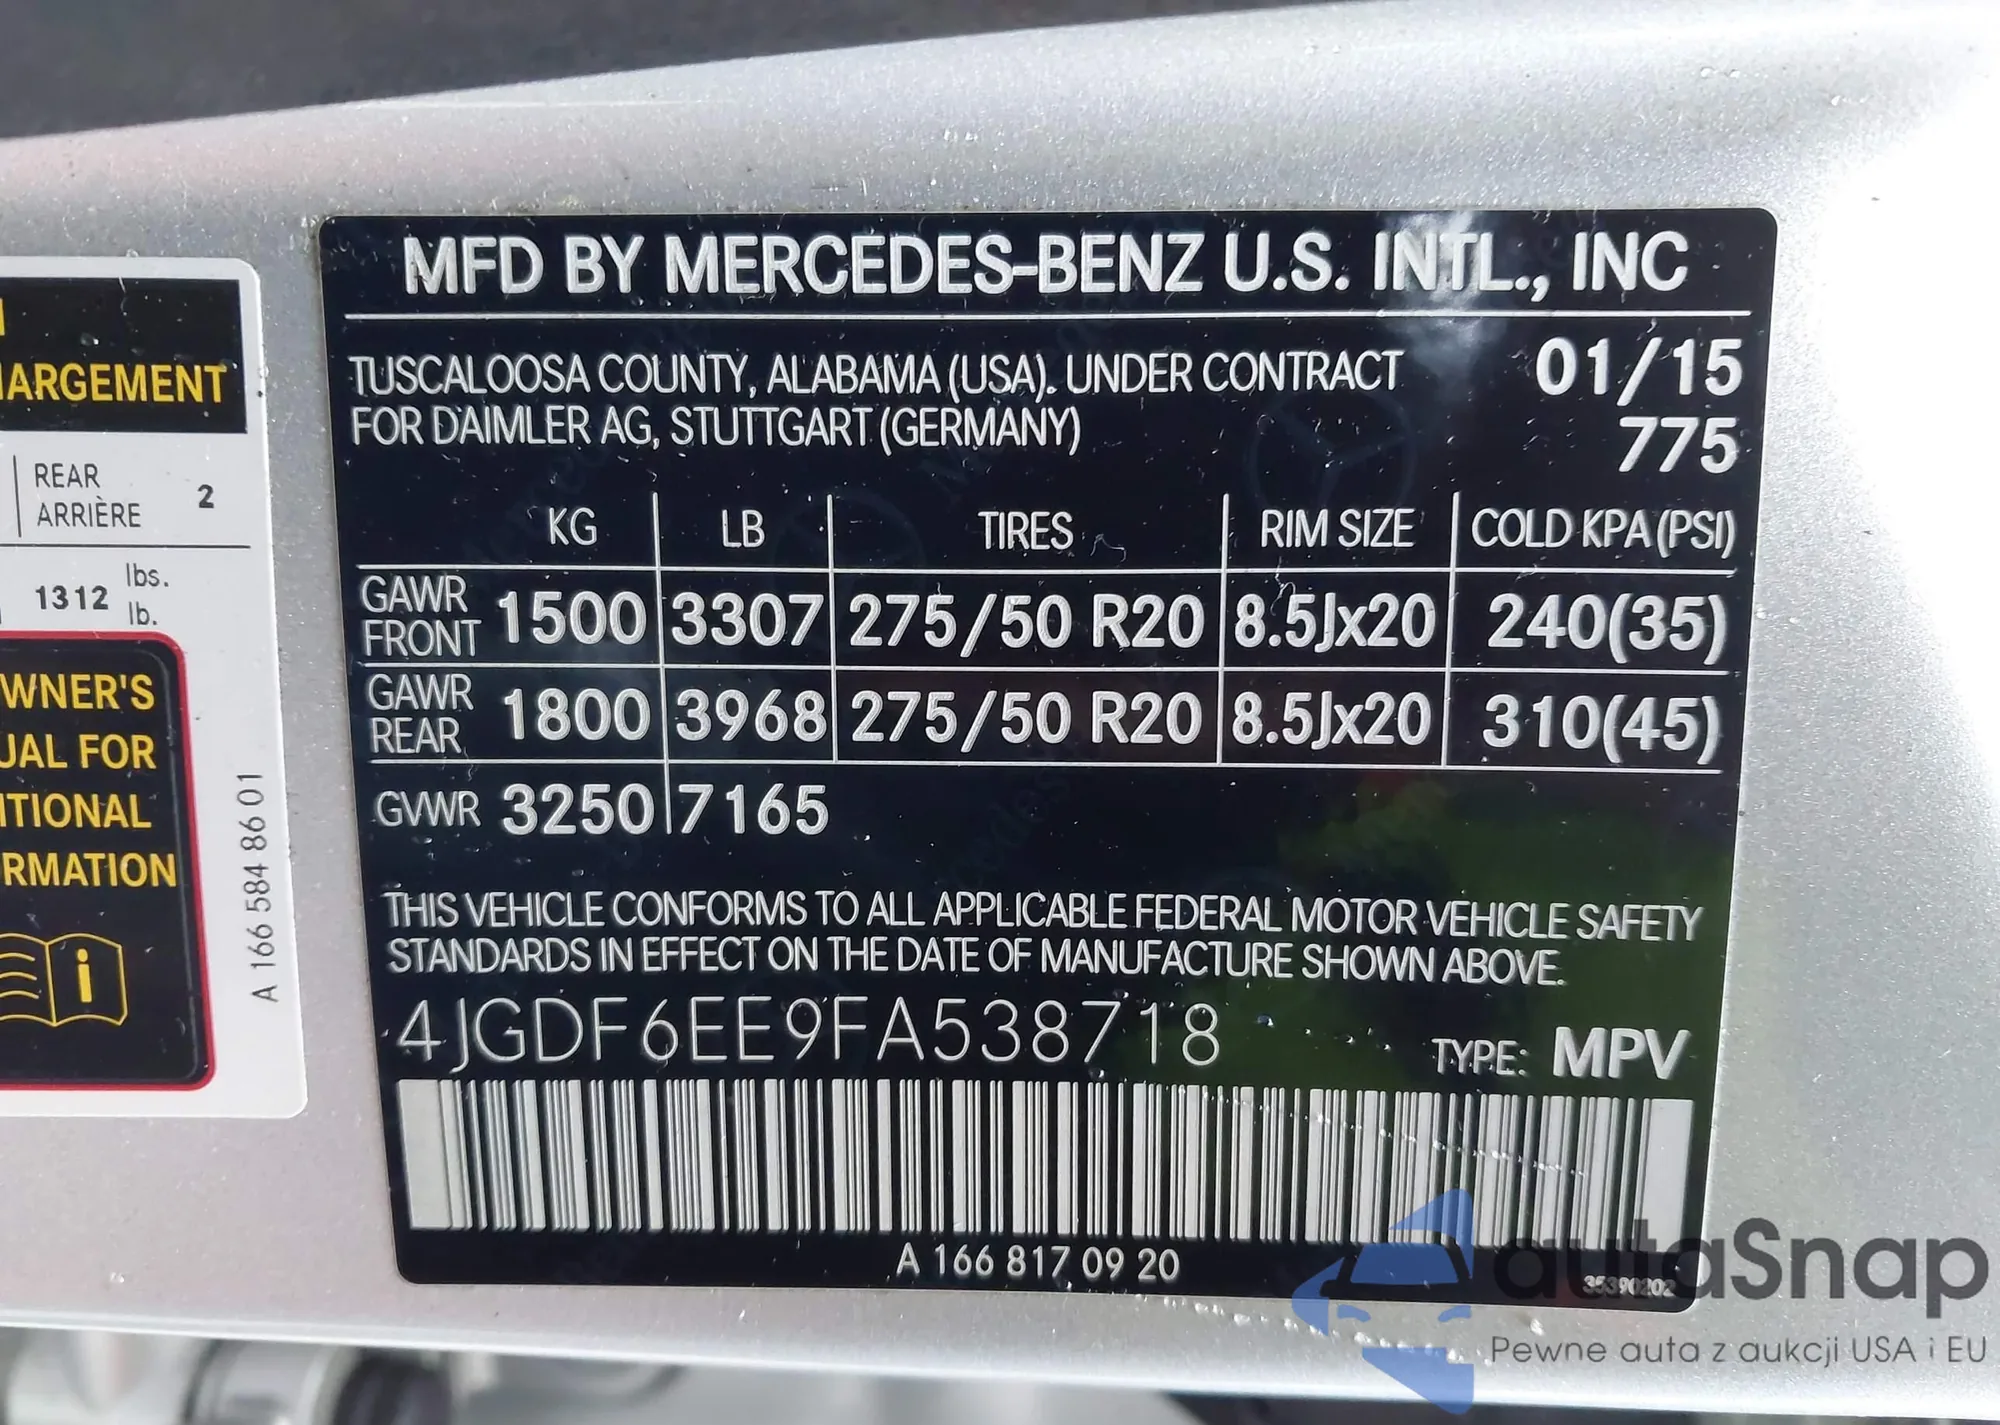 ARGEMENT
REAR
ARRIÈRE 2
1312 lbs.
lb.
WNER'S
UAL FOR
ITIONAL
RMATION
A 166 584 86 01
MFD BY MERCEDES-BENZ U.S. INTL., INC
TUSCALOOSA COUNTY, ALABAMA (USA). UNDER CONTRACT 01/15
FOR DAIMLER AG, STUTTGART (GERMANY) 775
KG LB TIRES RIM SIZE COLD KPA (PSI)
GAWR FRONT 1500 3307 275/50 R20 8.5Jx20 240(35)
GAWR REAR 1800 3968 275/50 R20 8.5Jx20 310(45)
GVWR 3250 7165
THIS VEHICLE CONFORMS TO ALL APPLICABLE FEDERAL MOTOR VEHICLE SAFETY
STANDARDS IN EFFECT ON THE DATE OF MANUFACTURE SHOWN ABOVE.
4JGDF6EE9FA538718 TYPE: MPV
A 166 817 09 20
35390202
autaSnap
Pewne auta z aukcji USA i EU